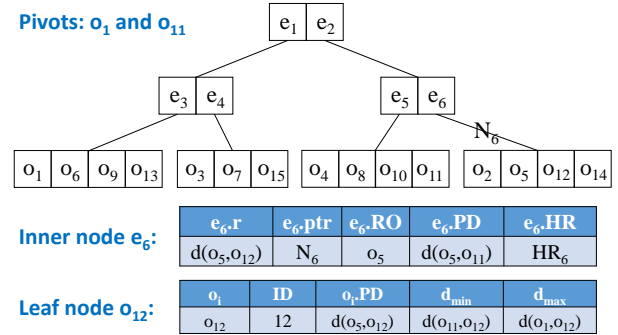 Pivots: o₁ and o₁₁
e₁ e₂
e₃ e₄ e₅ e₆
N₆
o₁ o₆ o₉ o₁₃ o₃ o₇ o₁₅ o₄ o₈ o₁₀ o₁₁ o₂ o₅ o₁₂ o₁₄
e₆.r e₆.ptr e₆.RO e₆.PD e₆.HR
Inner node e₆: d(o₅,o₁₂) N₆ o₅ d(o₅,o₁₁) HR₆
oᵢ ID oᵢ.PD dₘᵢₙ dₘₐₓ
Leaf node o₁₂: o₁₂ 12 d(o₅,o₁₂) d(o₁₁,o₁₂) d(o₁,o₁₂)